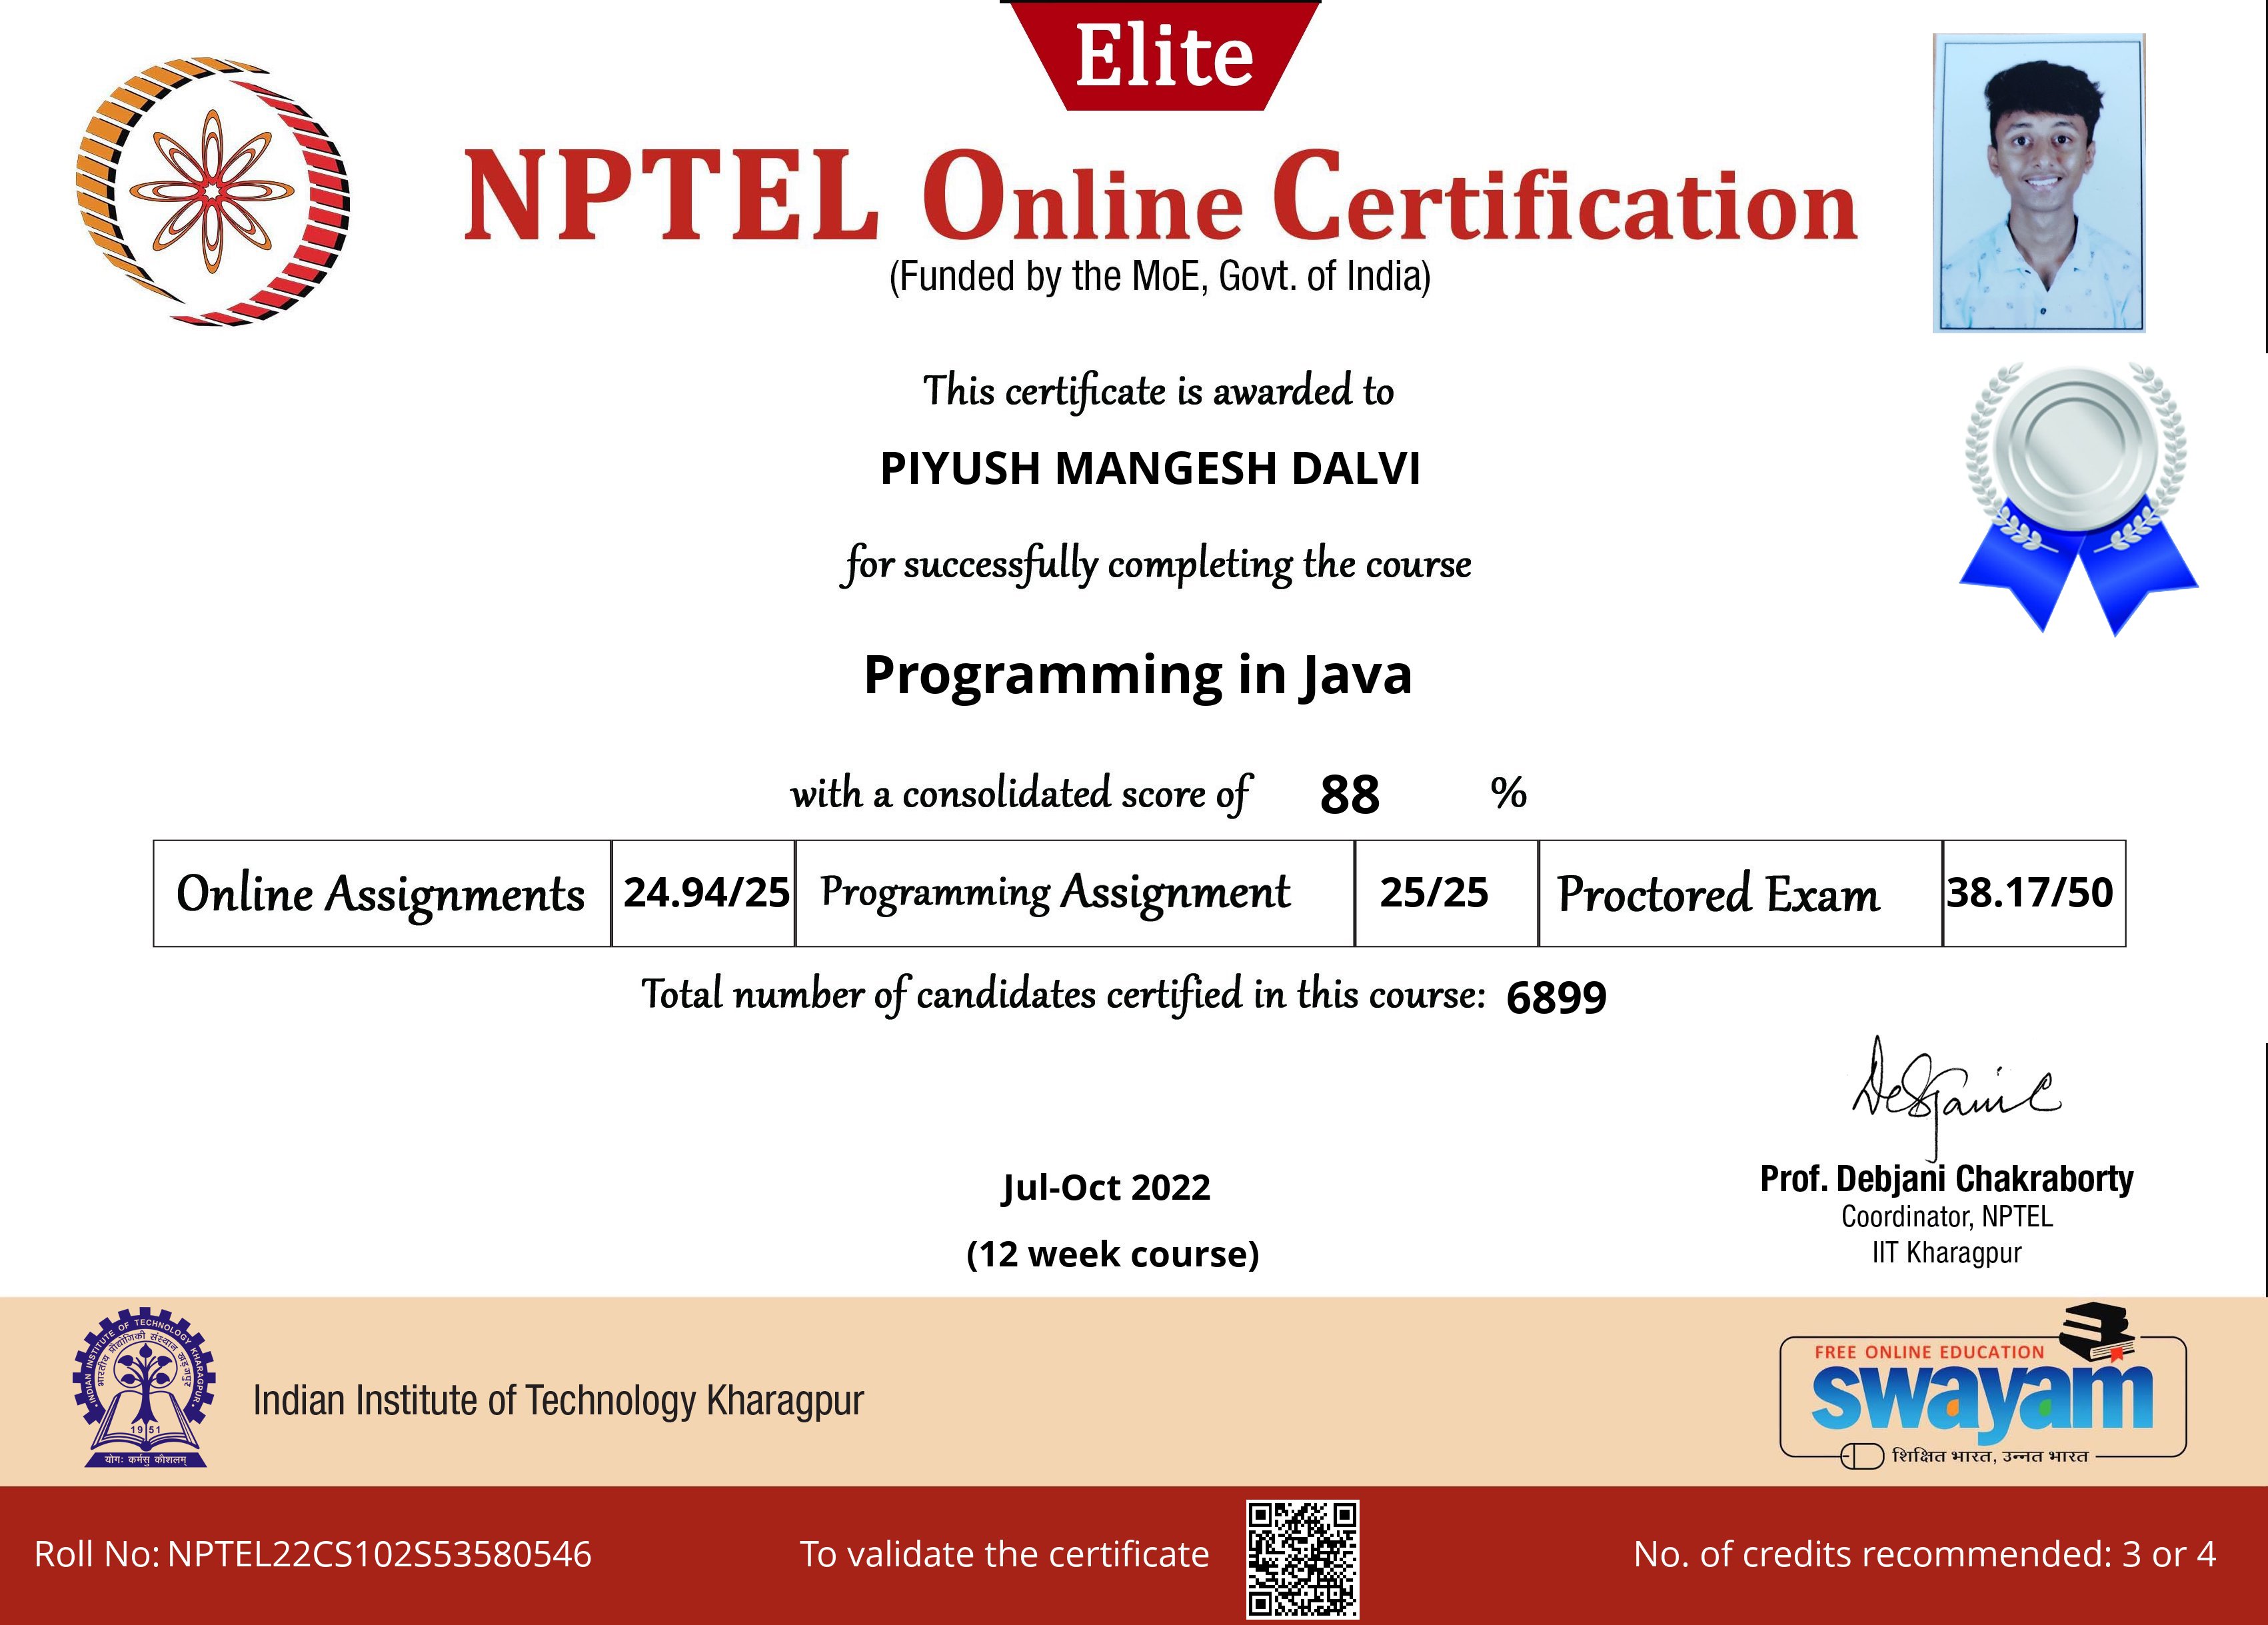 Elite
NPTEL Online Certification
(Funded by the MoE, Govt. of India)
This certificate is awarded to
PIYUSH MANGESH DALVI
for successfully completing the course
Programming in Java
with a consolidated score of 88 %
Online Assignments 24.94/25 Programming Assignment 25/25 Proctored Exam 38.17/50
Total number of candidates certified in this course: 6899
Jul-Oct 2022
(12 week course)
Prof. Debjani Chakraborty
Coordinator, NPTEL
IIT Kharagpur
INDIAN INSTITUTE OF TECHNOLOGY KHARAGPUR
भारतीय प्रौद्योगिकी संस्थान खड़गपुर
1951
योगः कर्मसु कौशलम्
Indian Institute of Technology Kharagpur
FREE ONLINE EDUCATION
swayam
शिक्षित भारत, उन्नत भारत
Roll No: NPTEL22CS102S53580546
To validate the certificate
No. of credits recommended: 3 or 4